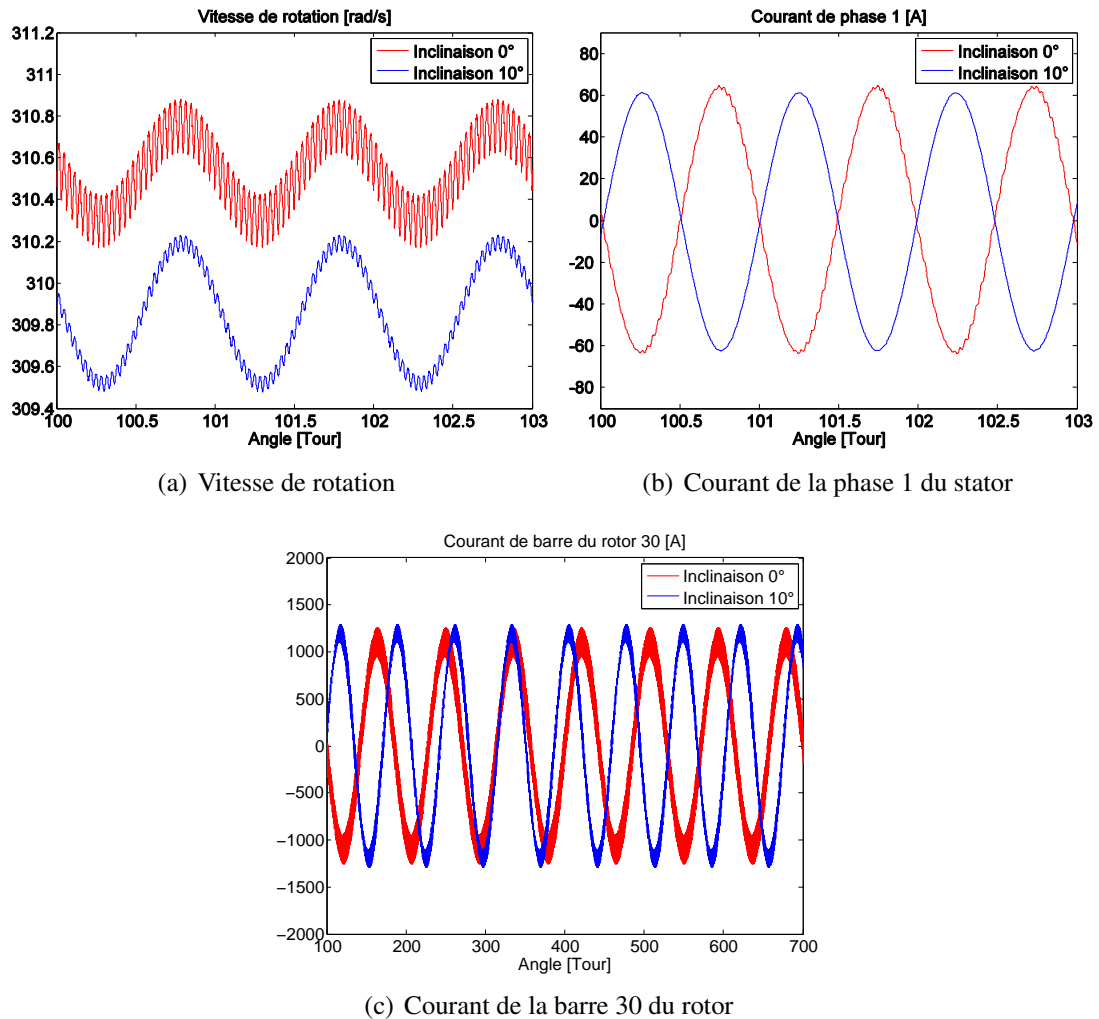 Vitesse de rotation [rad/s]
311.2
311
310.8
310.6
310.4
310.2
310
309.8
309.6
309.4
Inclinaison 0°
Inclinaison 10°
100 100.5 101 101.5 102 102.5 103
Angle [Tour]
(a) Vitesse de rotation
Courant de phase 1 [A]
80
60
40
20
0
−20
−40
−60
−80
Inclinaison 0°
Inclinaison 10°
100 100.5 101 101.5 102 102.5 103
Angle [Tour]
(b) Courant de la phase 1 du stator
Courant de barre du rotor 30 [A]
2000
1500
1000
500
0
−500
−1000
−1500
−2000
Inclinaison 0°
Inclinaison 10°
100 200 300 400 500 600 700
Angle [Tour]
(c) Courant de la barre 30 du rotor